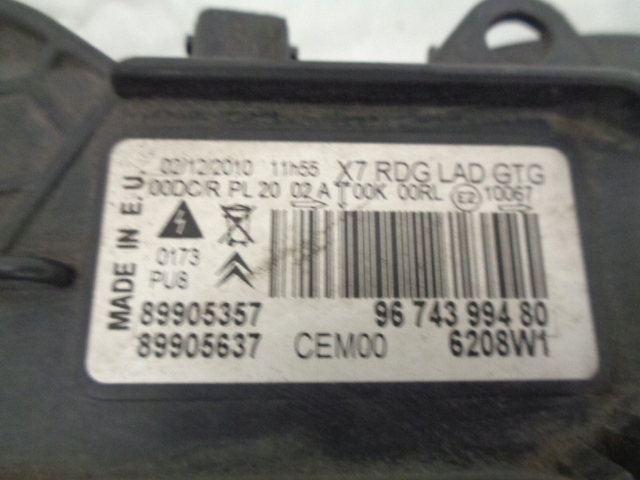 02/12/2010 11h55 X7 RDG LAD GTG
00DC/R PL 20 02 A 00K 00RL E2 10067
MADE IN E.U.
0173
PU8
89905357 96 743 994 80
89905637 CEM00 6208W1